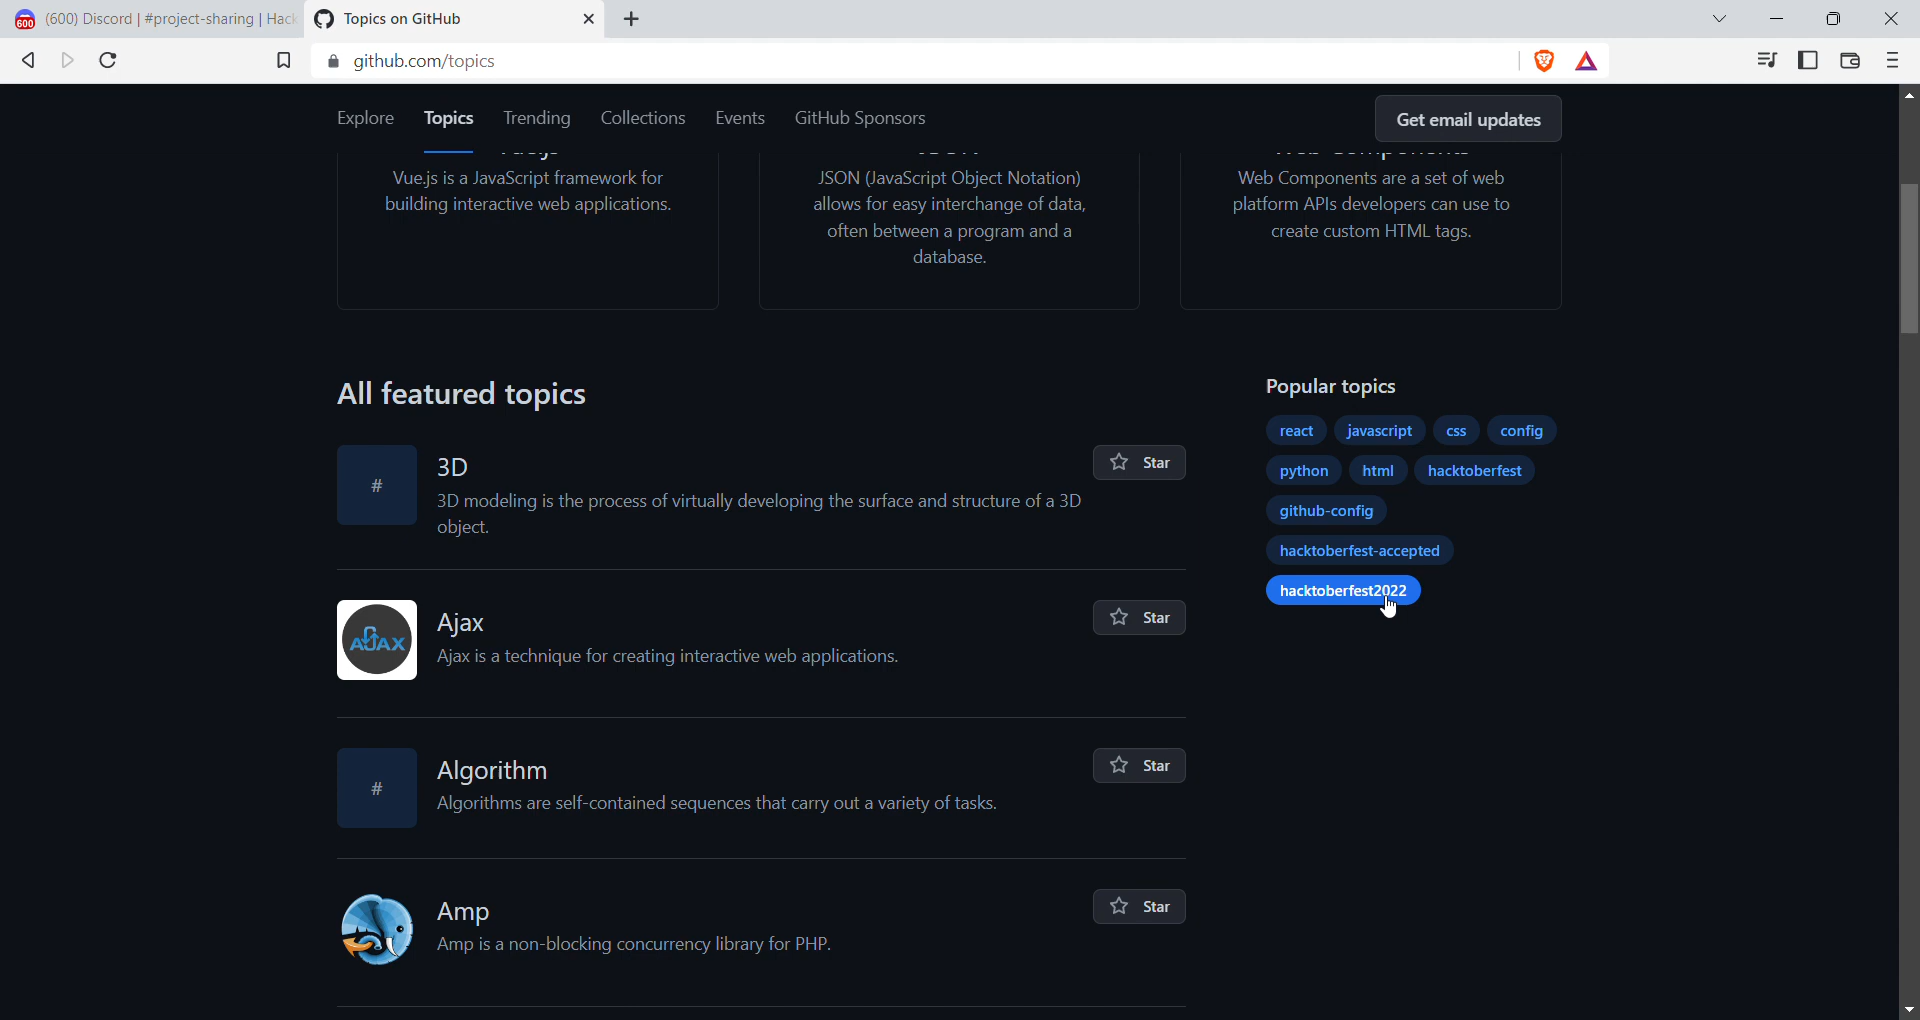 600 (600) Discord | #project-sharing | Hack
Topics on GitHub
github.com/topics
Explore Topics Trending Collections Events GitHub Sponsors
Get email updates
Vue.js is a JavaScript framework for
building interactive web applications.
JSON (JavaScript Object Notation)
allows for easy interchange of data,
often between a program and a
database.
Web Components are a set of web
platform APIs developers can use to
create custom HTML tags.
All featured topics
#
3D
3D modeling is the process of virtually developing the surface and structure of a 3D
object.
Star
AJAX
Ajax
Ajax is a technique for creating interactive web applications.
Star
#
Algorithm
Algorithms are self-contained sequences that carry out a variety of tasks.
Star
Amp
Amp is a non-blocking concurrency library for PHP.
Star
Popular topics
react javascript css config
python html hacktoberfest
github-config
hacktoberfest-accepted
hacktoberfest2022